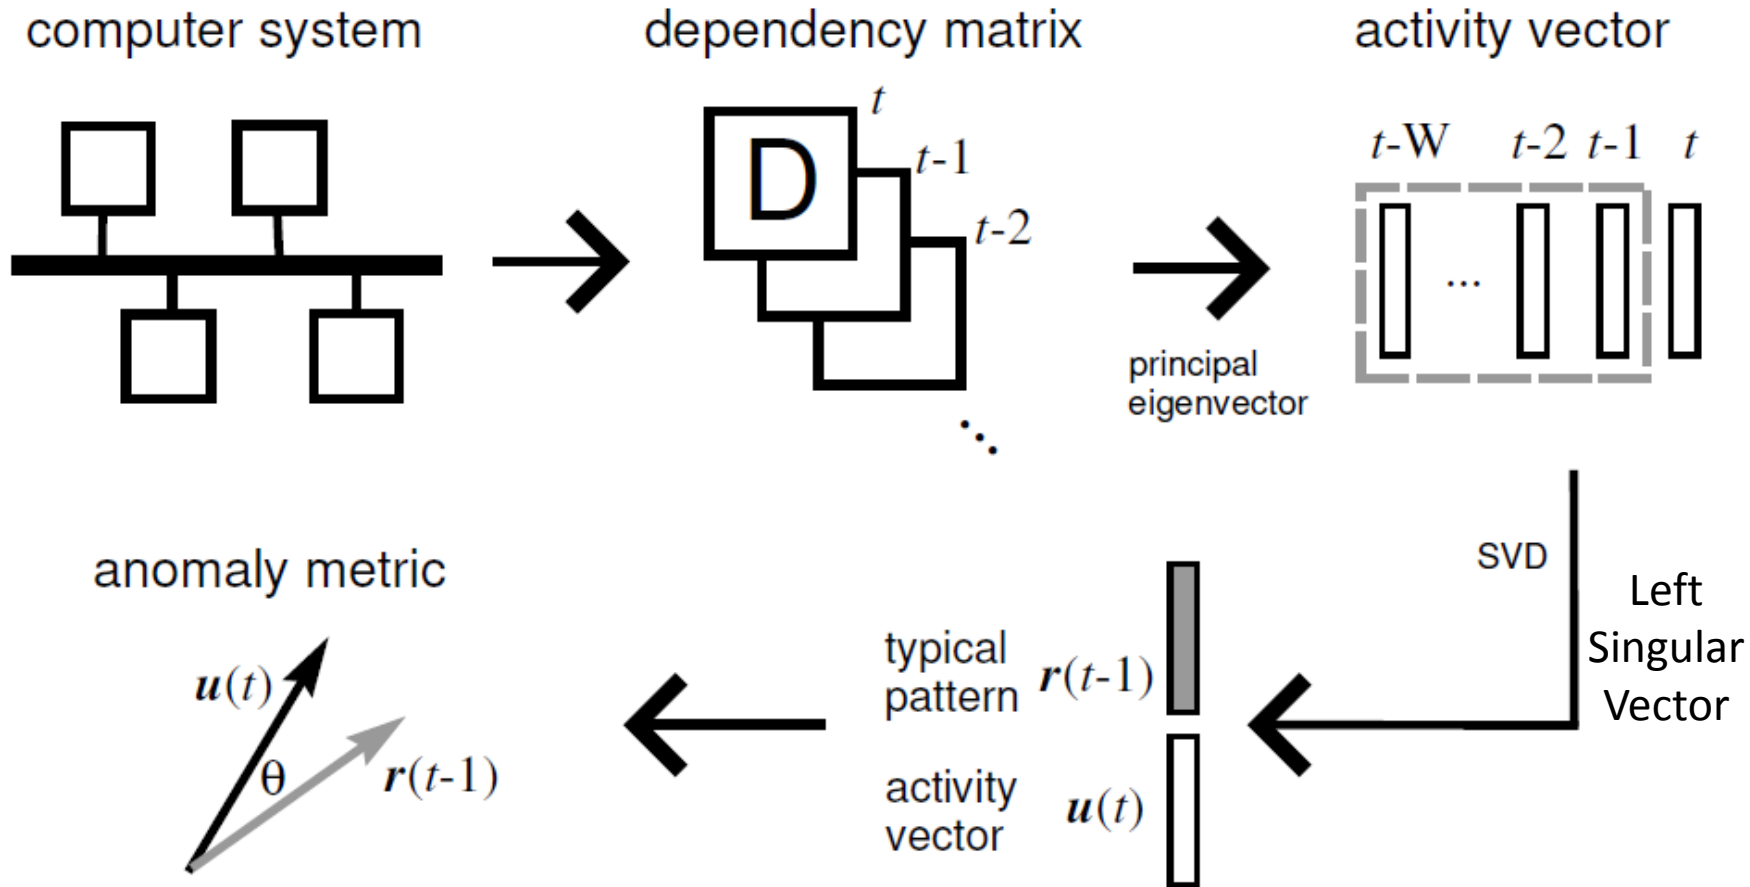 computer system
dependency matrix
activity vector
D
t
t-1
t-2
t-W
t-2
t-1
t
...
principal
eigenvector
SVD
Left
Singular
Vector
typical
pattern
r(t-1)
activity
vector
u(t)
anomaly metric
u(t)
θ
r(t-1)